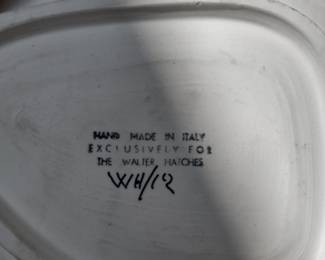 HAND MADE IN ITALY
EXCLUSIVELY FOR
THE WALTER HATCHES
WH/12